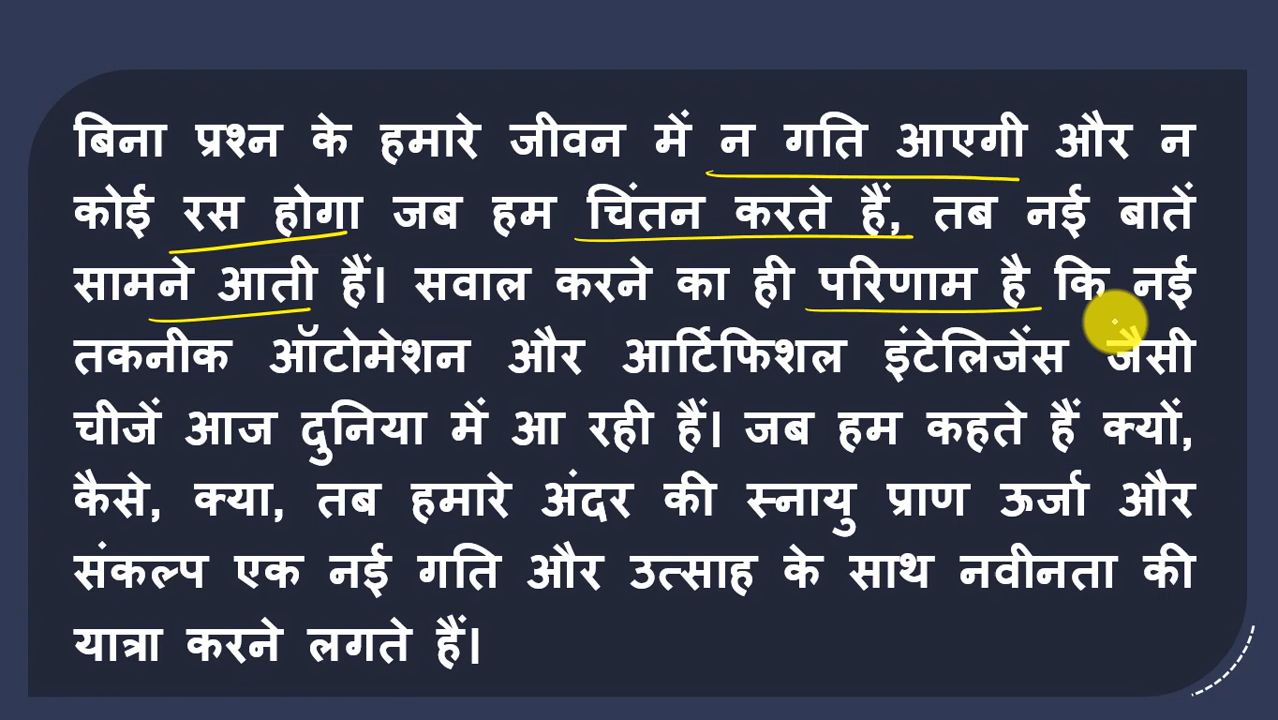 बिना प्रश्न के हमारे जीवन में न गति आएगी और न
कोई रस होगा जब हम चिंतन करते हैं, तब नई बातें
सामने आती हैं। सवाल करने का ही परिणाम है कि नई
तकनीक ऑटोमेशन और आर्टिफिशल इंटेलिजेंस जैसी
चीजें आज दुनिया में आ रही हैं। जब हम कहते हैं क्यों,
कैसे, क्या, तब हमारे अंदर की स्नायु प्राण ऊर्जा और
संकल्प एक नई गति और उत्साह के साथ नवीनता की
यात्रा करने लगते हैं।